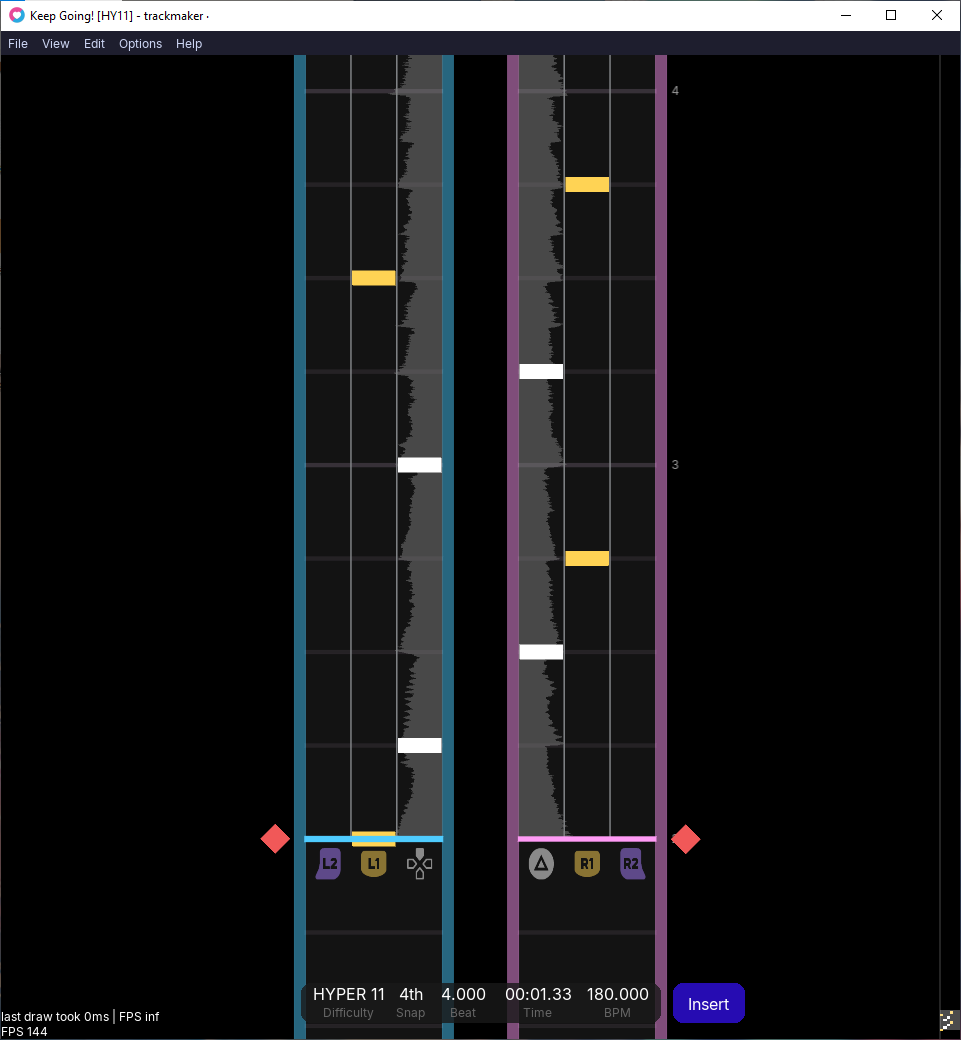 Keep Going! [HY11] - trackmaker ·
File View Edit Options Help
4
3
L2 L1 R1 R2
HYPER 11 4th 4.000 00:01.33 180.000
Difficulty Snap Beat Time BPM
Insert
last draw took 0ms | FPS inf
FPS 144